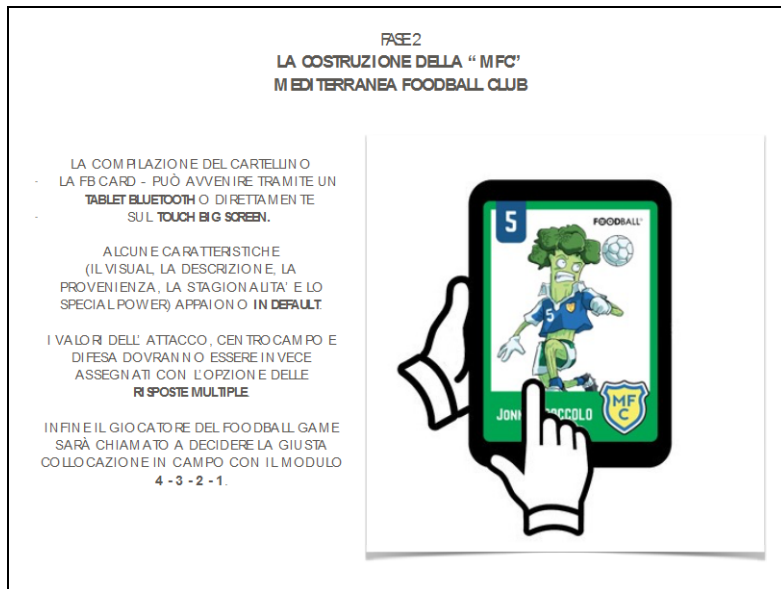 FASE 2
LA COSTRUZIONE DELLA “ MFC”
MEDITERRANEA FOODBALL CLUB
LA COMPILAZIONE DEL CARTELLINO
- LA FB CARD - PUÒ AVVENIRE TRAMITE UN
TABLET BLUETOOTH O DIRETTAMENTE
- SUL TOUCH BIG SCREEN.
ALCUNE CARATTERISTICHE
(IL VISUAL, LA DESCRIZIONE, LA
PROVENIENZA, LA STAGIONALITA’ E LO
SPECIAL POWER) APPAIONO IN DEFAULT.
I VALORI DELL’ ATTACCO, CENTROCAMPO E
DIFESA DOVRANNO ESSERE INVECE
ASSEGNATI CON L’OPZIONE DELLE
RISPOSTE MULTIPLE
INFINE IL GIOCATORE DEL FOODBALL GAME
SARÀ CHIAMATO A DECIDERE LA GIUSTA
COLLOCAZIONE IN CAMPO CON IL MODULO
4 - 3 - 2 - 1.
5
FOODBALL
5
MF
C